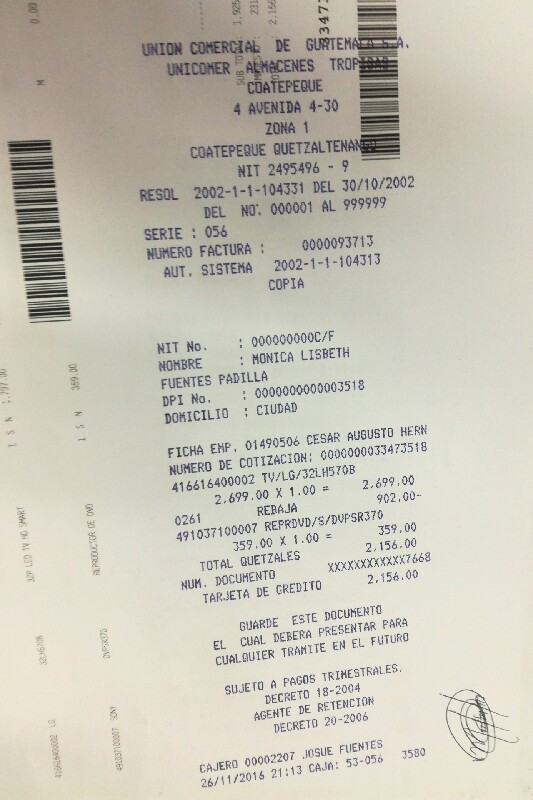 UNION COMERCIAL DE GUATEMALA S.A.
UNICOMER ALMACENES TROPIGAS
COATEPEQUE
4 AVENIDA 4-30
ZONA 1
COATEPEQUE QUETZALTENANGO
NIT 2495496 - 9
RESOL 2002-1-1-104331 DEL 30/10/2002
DEL NO. 000001 AL 999999
SERIE : 056
NUMERO FACTURA : 0000093713
AUT. SISTEMA 2002-1-1-104313
COPIA
NIT No. : 000000000C/F
NOMBRE : MONICA LISBETH
FUENTES PADILLA
DPI No. : 0000000000003518
DOMICILIO : CIUDAD
FICHA EMP. 01490506 CESAR AUGUSTO HERN
NUMERO DE COTIZACION: 0000000033473518
416616400002 TV/LG/32LH570B
2,699.00 X 1.00 = 2,699.00
0261 REBAJA 902.00-
491037100007 REPRDVD/S/DVPSR370
359.00 X 1.00 = 359.00
TOTAL QUETZALES 2,156.00
NUM. DOCUMENTO XXXXXXXXXXXX7668
TARJETA DE CREDITO 2,156.00
GUARDE ESTE DOCUMENTO
EL CUAL DEBERA PRESENTAR PARA
CUALQUIER TRAMITE EN EL FUTURO
SUJETO A PAGOS TRIMESTRALES.
DECRETO 18-2004
AGENTE DE RETENCION
DECRETO 20-2006
CAJERO 00002207 JOSUE FUENTES
26/11/2016 21:13 CAJA: 53-056 3580
0.00
M
1,797.00
I S N
359.00
I S N
32P LED TV HD SMART
REPRODUCTOR DE DVD
32LH570B
DVPSR370
416616400002 LG
491037100007 SONY
SUB TO